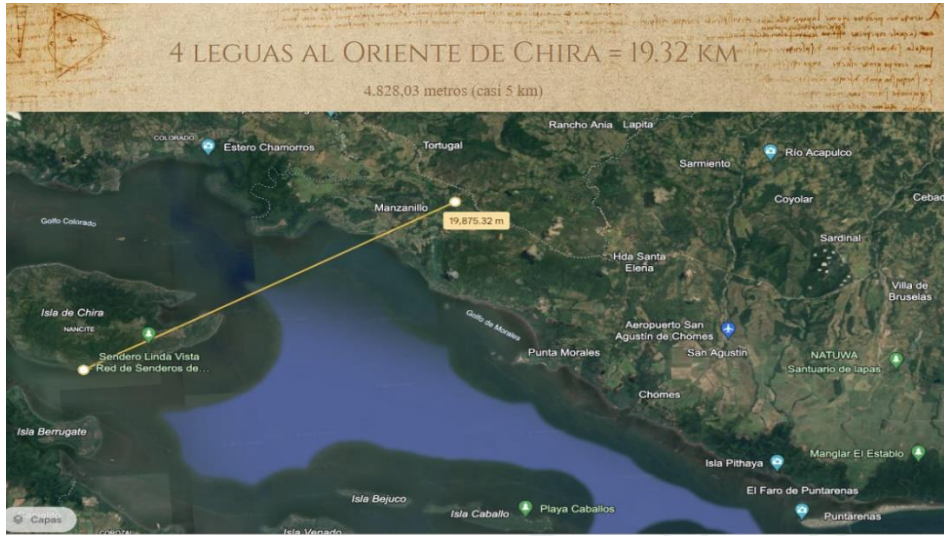 4 LEGUAS AL ORIENTE DE CHIRA = 19.32 KM
4.828,03 metros (casi 5 km)
Rancho Ania
Lapita
COLORADO
Estero Chamorros
Tortugal
Sarmiento
Río Acapulco
Manzanillo
Coyolar
Golfo Colorado
19,875.32 m
Sardinal
Hda Santa
Elena
Villa de
Bruselas
Isla de Chira
NANCITE
Golfo de Morales
Aeropuerto San
Agustín de Chomes
Sendero Linda Vista
Red de Senderos de...
Punta Morales
San Agustin
NATUWA
Santuario de lapas
Chomes
Isla Berrugate
Isla Pithaya
Manglar El Establo
El Faro de Puntarenas
Isla Bejuco
Isla Caballo
Playa Caballos
Capas
Puntarenas
Isla Venado